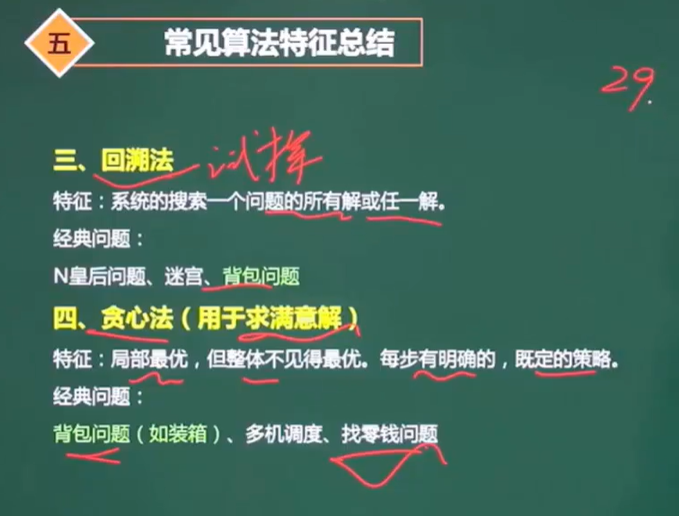 五
常见算法特征总结
29.
三、回溯法 试探
特征：系统的搜索一个问题的所有解或任一解。
经典问题：
N皇后问题、迷宫、背包问题
四、贪心法（用于求满意解）
特征：局部最优，但整体不见得最优。每步有明确的，既定的策略。
经典问题：
背包问题（如装箱）、多机调度、找零钱问题